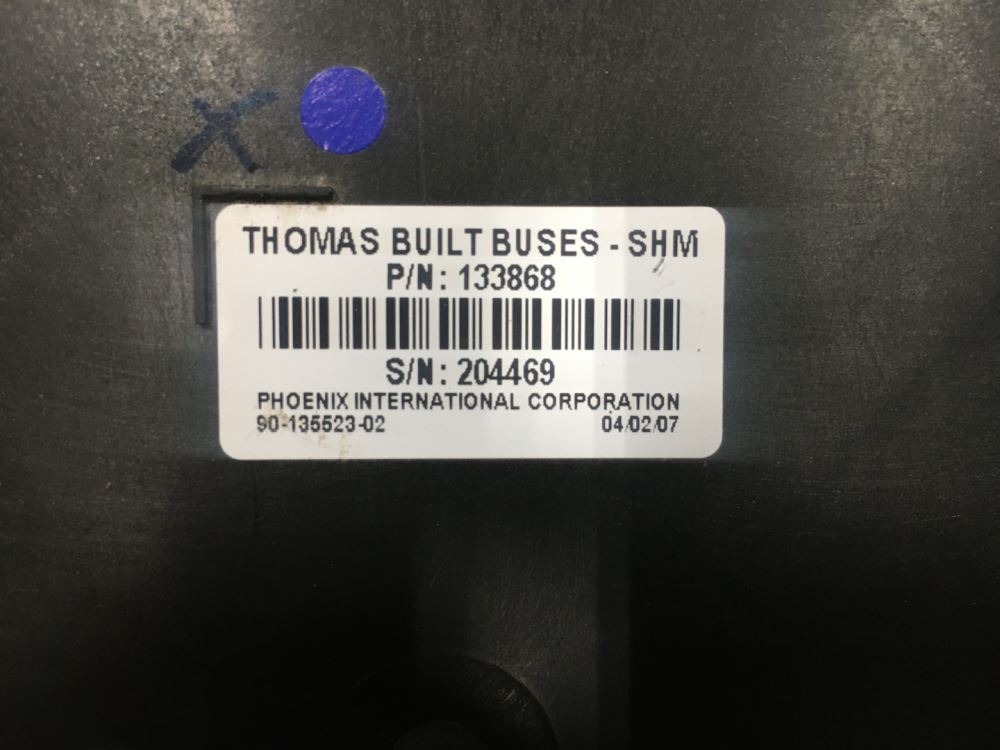 X
THOMAS BUILT BUSES - SHM
P/N: 133868
S/N: 204469
PHOENIX INTERNATIONAL CORPORATION
90-135523-02 04/02/07